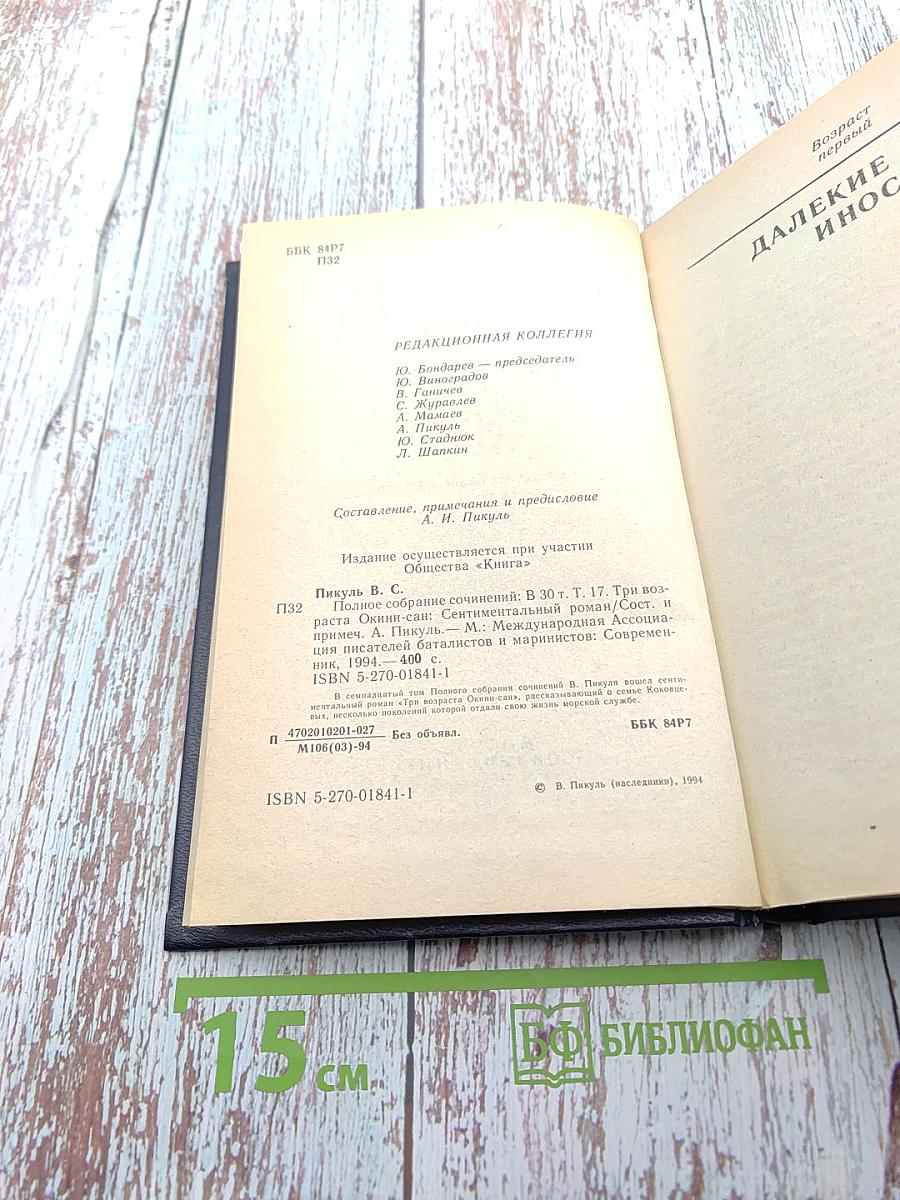 ББК 84Р7
П32
РЕДАКЦИОННАЯ КОЛЛЕГИЯ
Ю. Бондарев — председатель
Ю. Виноградов
В. Ганичев
С. Журавлев
А. Мамаев
А. Пикуль
Ю. Стаднюк
Л. Шапкин
Составление, примечания и предисловие
А. И. Пикуль
Издание осуществляется при участии
Общества «Книга»
Пикуль В. С.
П32 Полное собрание сочинений: В 30 т. Т. 17. Три воз-
раста Окини-сан: Сентиментальный роман/Сост. и
примеч. А. Пикуль.— М.: Международная Ассоциа-
ция писателей баталистов и маринистов: Современ-
ник, 1994.— 400 с.
ISBN 5-270-01841-1
В семнадцатый том Полного собрания сочинений В. Пикуля вошел сенти-
ментальный роман «Три возраста Окини-сан», рассказывающий о семье Коковце-
вых, несколько поколений которой отдали свою жизнь морской службе.
П 4702010201-027 Без объявл.
М106(03)-94
ББК 84Р7
ISBN 5-270-01841-1
© В. Пикуль (наследники), 1994
Возраст
первый
ДАЛЕКИЕ
ИНОС
15 см
БФ БИБЛИОФАН